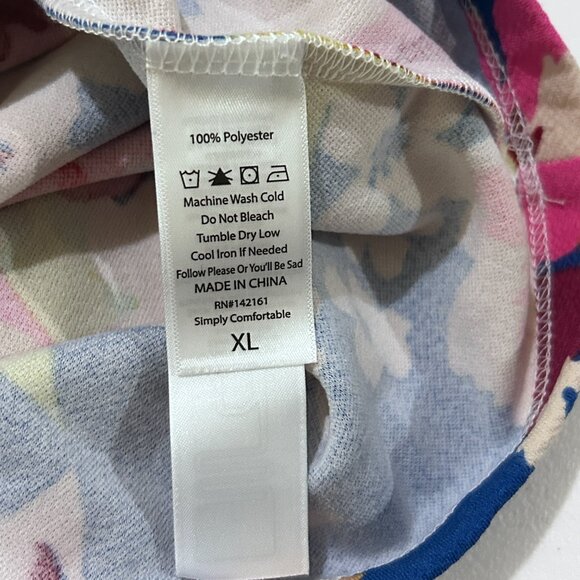 100% Polyester
Machine Wash Cold
Do Not Bleach
Tumble Dry Low
Cool Iron If Needed
Follow Please Or You'll Be Sad
MADE IN CHINA
RN#142161
Simply Comfortable
XL